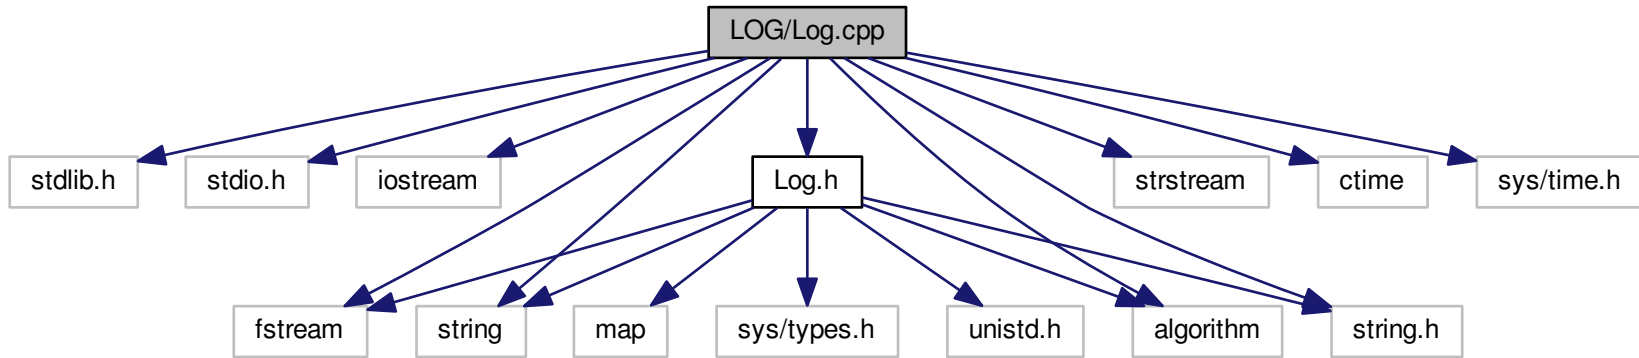 LOG/Log.cpp
stdlib.h
stdio.h
iostream
Log.h
strstream
ctime
sys/time.h
fstream
string
map
sys/types.h
unistd.h
algorithm
string.h